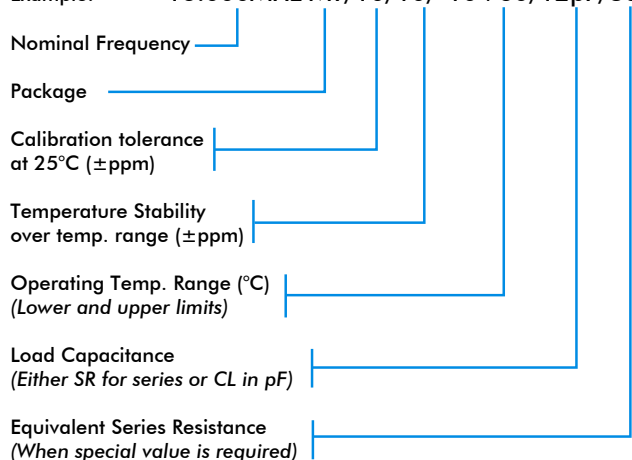 Nominal Frequency
Package
Calibration tolerance
at 25°C (±ppm)
Temperature Stability
over temp. range (±ppm)
Operating Temp. Range (°C)
(Lower and upper limits)
Load Capacitance
(Either SR for series or CL in pF)
Equivalent Series Resistance
(When special value is required)